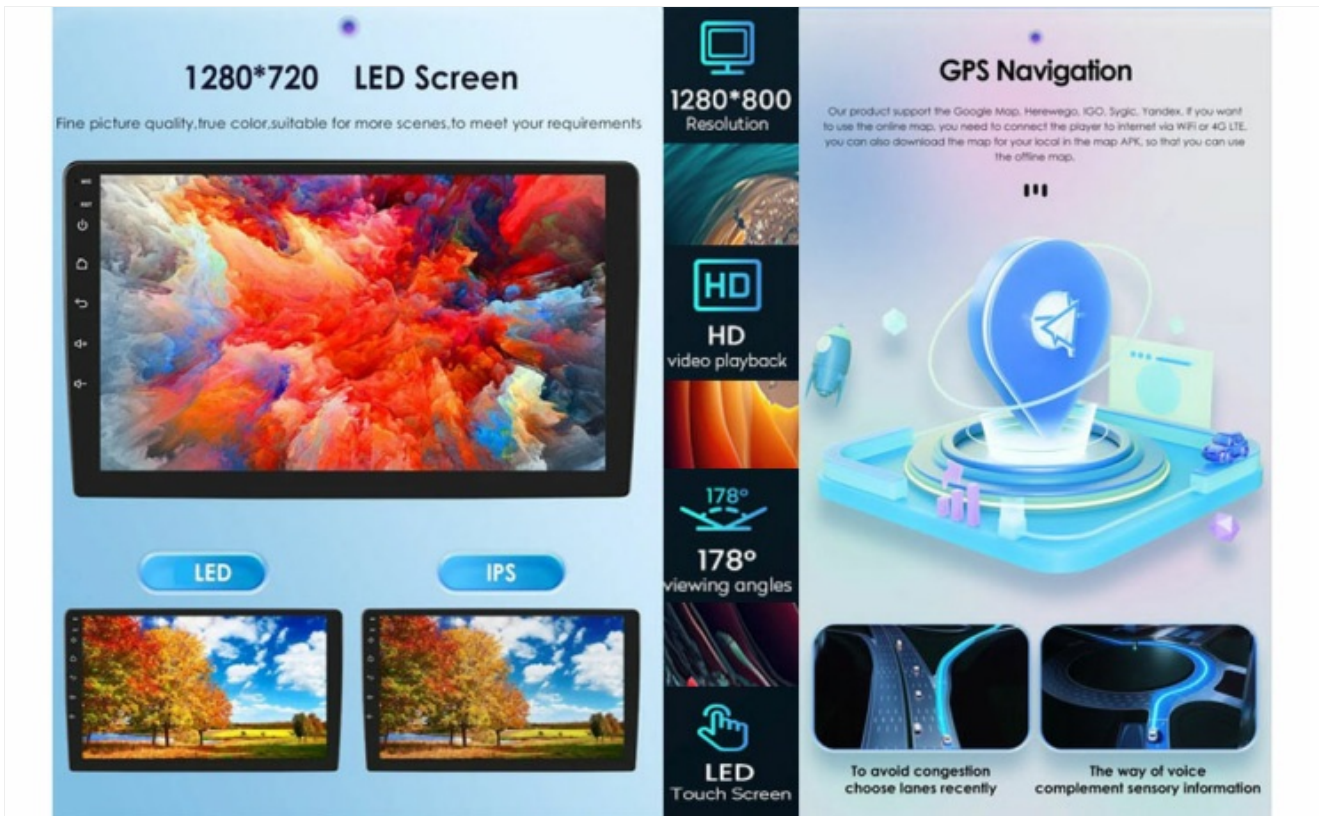 1280*720 LED Screen
Fine picture quality,true color,suitable for more scenes,to meet your requirements
MIC
RST
LED
IPS
1280*800
Resolution
HD
HD
video playback
178°
178°
viewing angles
LED
Touch Screen
GPS Navigation
Our product support the Google Map, Herewego, IGO, Sygic, Yandex, If you want
to use the online map, you need to connect the player to internet via WiFi or 4G LTE,
you can also download the map for your local in the map APK, so that you can use
the offline map.
To avoid congestion
choose lanes recently
The way of voice
complement sensory information